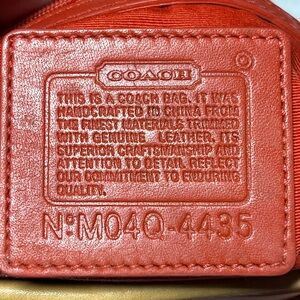 COACH
®
THIS IS A COACH BAG. IT WAS
HANDCRAFTED IN CHINA FROM
THE FINEST MATERIALS TRIMMED
WITH GENUINE LEATHER. ITS
SUPERIOR CRAFTSMANSHIP AND
ATTENTION TO DETAIL REFLECT
OUR COMMITMENT TO ENDURING
QUALITY.
Nº M04Q-4435